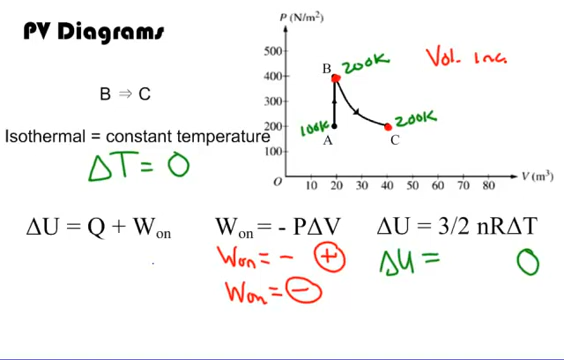 PV Diagrams
P (N/m²)
500
400
300
200
100
O
10 20 30 40 50 60 70 80
V (m³)
B 200K
100K
A
200K
C
Vol. Inc.
B ⇒ C
Isothermal = constant temperature
ΔT = 0
ΔU = Q + Won
Won = - PΔV
ΔU = 3/2 nRΔT
Won = - +
Won = -
ΔU = 0